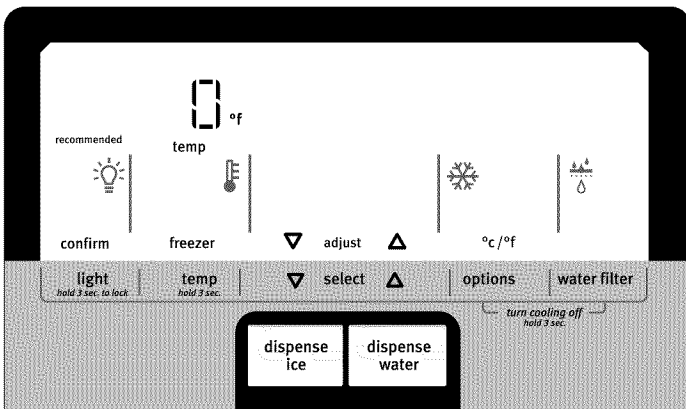 0 °f
recommended
temp
confirm freezer ▽ adjust △ °c/°f
light temp ▽ select △ options water filter
hold 3 sec. to lock hold 3 sec.
turn cooling off
hold 3 sec.
dispense ice
dispense water